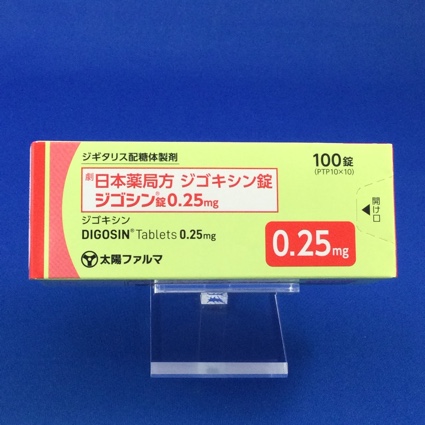 ジギタリス配糖体製剤
劇 日本薬局方 ジゴキシン錠
ジゴシン®錠0.25mg
ジゴキシン
DIGOSIN® Tablets 0.25mg
太陽ファルマ
100錠
(PTP10×10)
開け口
0.25mg